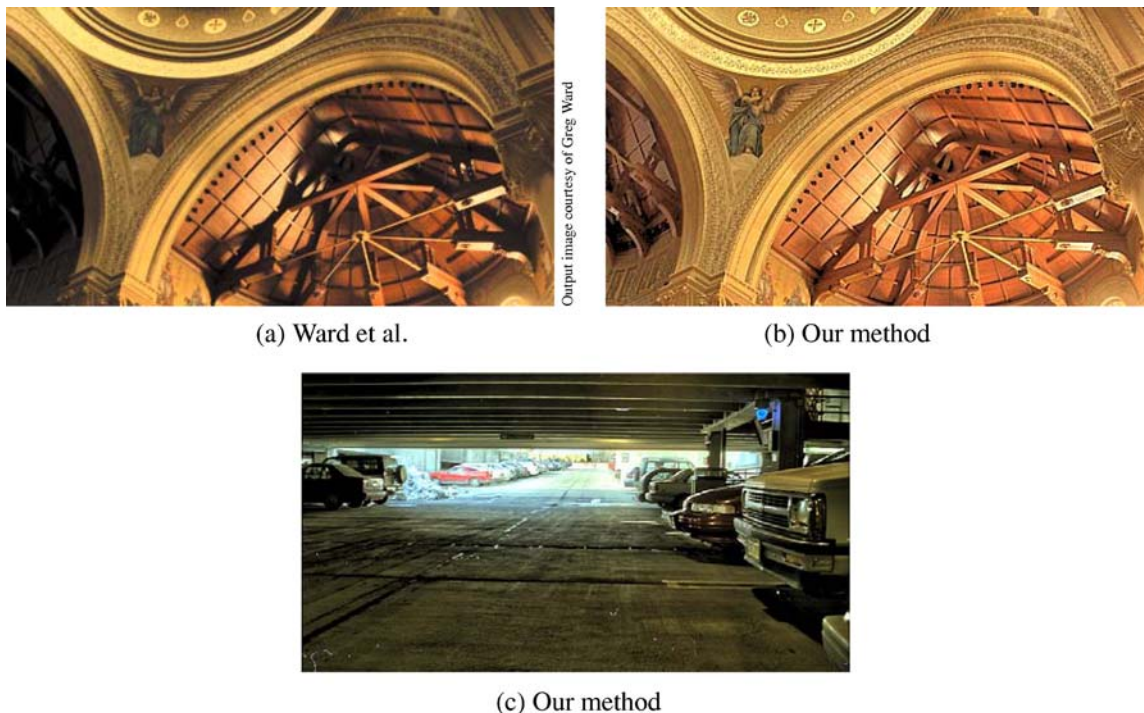 Output image courtesy of Greg Ward
(a) Ward et al.
(b) Our method
(c) Our method